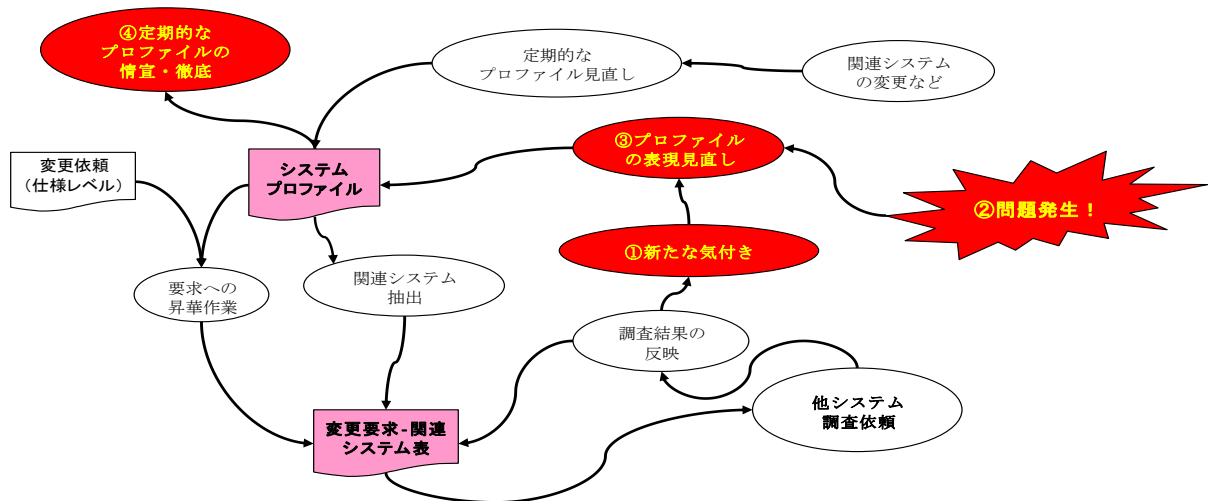 ④定期的な
プロファイルの
情宣・徹底
定期的な
プロファイル見直し
関連システム
の変更など
変更依頼
（仕様レベル）
システム
プロファイル
③プロファイル
の表現見直し
②問題発生！
①新たな気付き
要求への
昇華作業
関連システム
抽出
調査結果の
反映
他システム
調査依頼
変更要求-関連
システム表